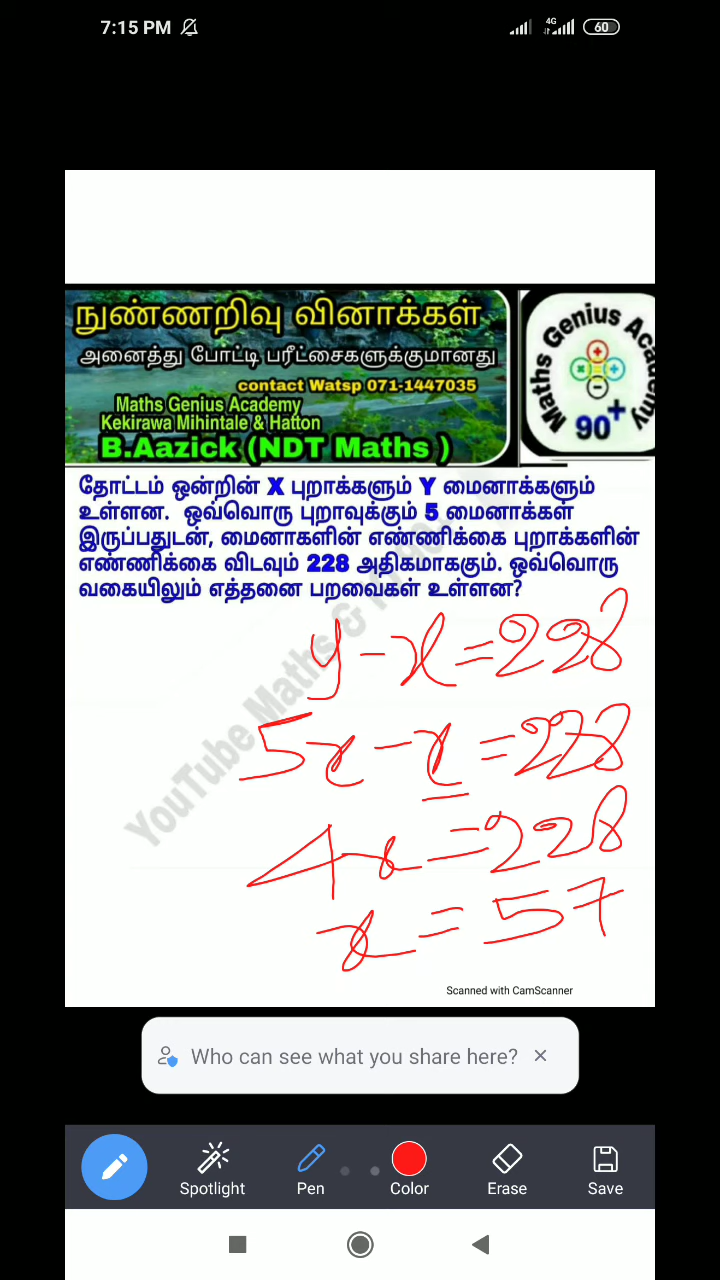 7:15 PM
4G
60
நுண்ணறிவு வினாக்கள்
அனைத்து போட்டி பரீட்சைகளுக்குமானது
contact Watsp 071-1447035
Maths Genius Academy
Kekirawa Mihintale & Hatton
B.Aazick (NDT Maths )
Maths Genius Academy
90+
தோட்டம் ஒன்றின் X புறாக்களும் Y மைனாக்களும்
உள்ளன. ஒவ்வொரு புறாவுக்கும் 5 மைனாக்கள்
இருப்பதுடன், மைனாகளின் எண்ணிக்கை புறாக்களின்
எண்ணிக்கை விடவும் 228 அதிகமாகும். ஒவ்வொரு
வகையிலும் எத்தனை பறவைகள் உள்ளன?
y-x=228
5x-x=228
4x=228
x=57
YouTube Maths &
Scanned with CamScanner
Who can see what you share here? ×
Spotlight
Pen
Color
Erase
Save